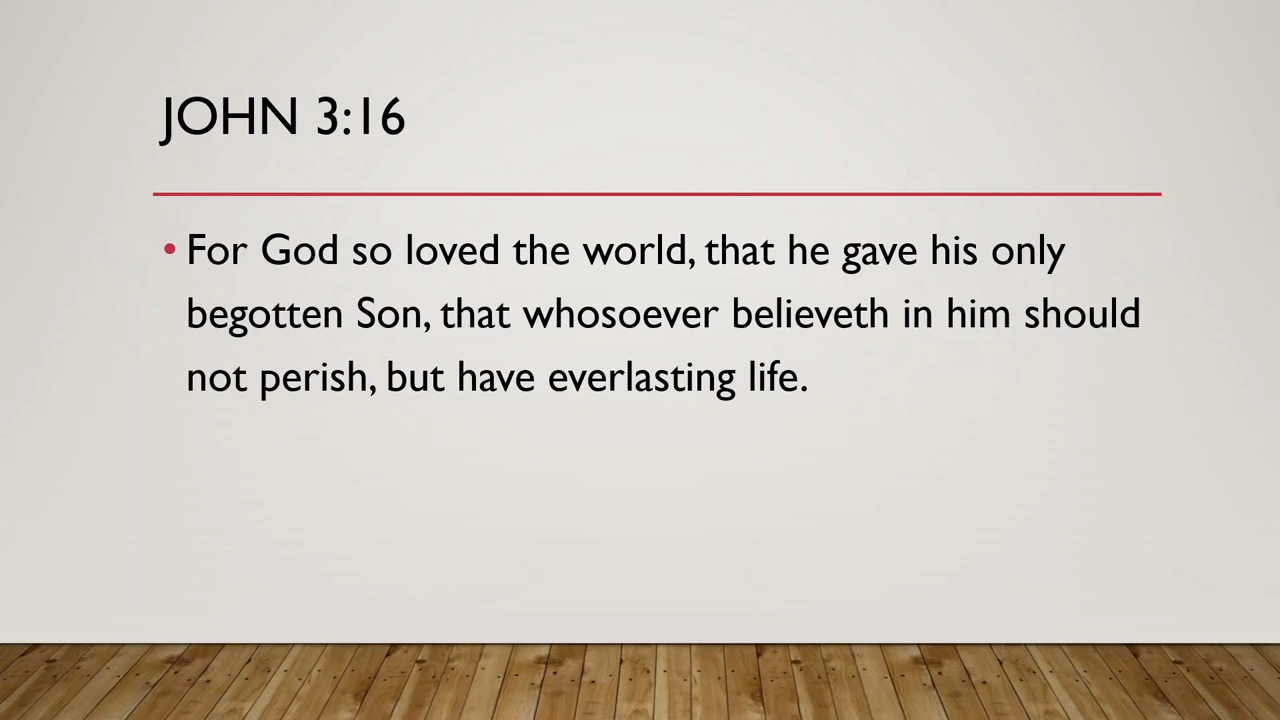 JOHN 3:16
• For God so loved the world, that he gave his only
begotten Son, that whosoever believeth in him should
not perish, but have everlasting life.